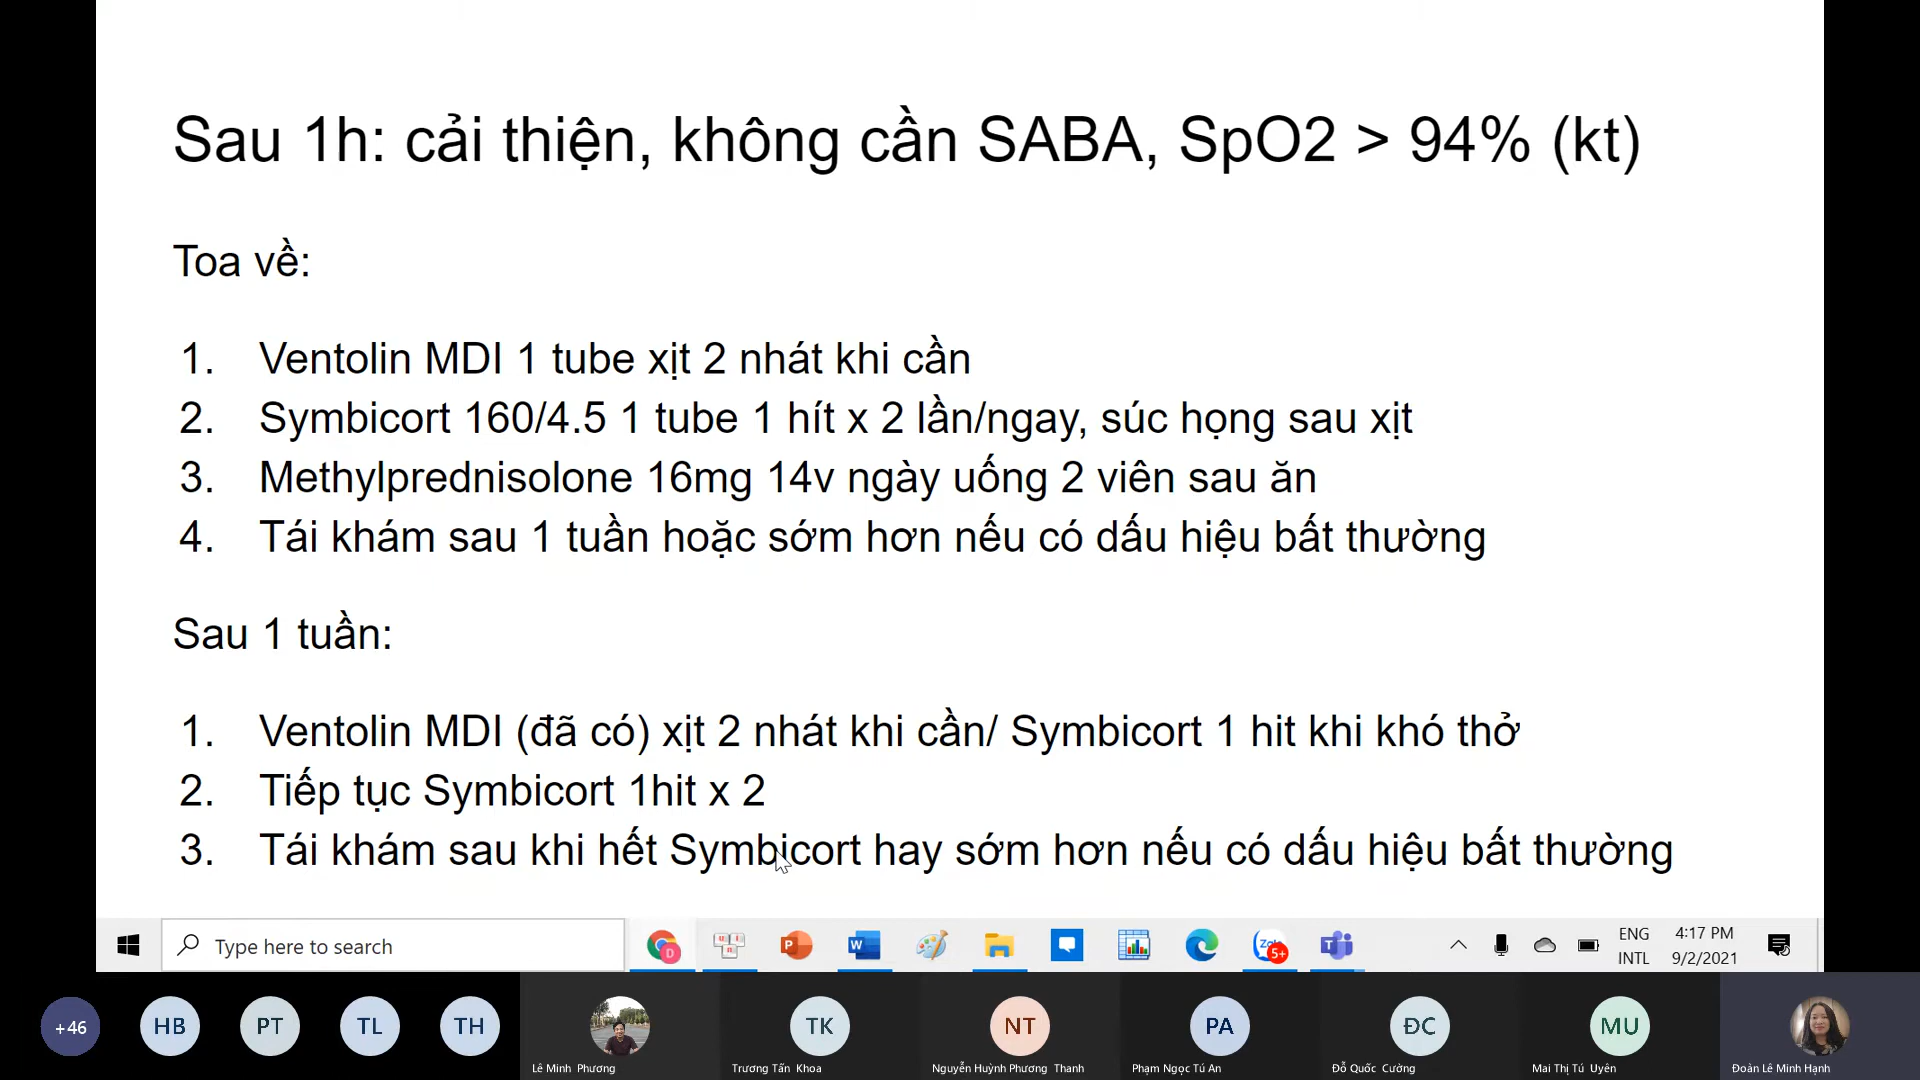 Sau 1h: cải thiện, không cần SABA, SpO2 > 94% (kt)
Toa về:
1. Ventolin MDI 1 tube xịt 2 nhát khi cần
2. Symbicort 160/4.5 1 tube 1 hít x 2 lần/ngay, súc họng sau xịt
3. Methylprednisolone 16mg 14v ngày uống 2 viên sau ăn
4. Tái khám sau 1 tuần hoặc sớm hơn nếu có dấu hiệu bất thường
Sau 1 tuần:
1. Ventolin MDI (đã có) xịt 2 nhát khi cần/ Symbicort 1 hit khi khó thở
2. Tiếp tục Symbicort 1hit x 2
3. Tái khám sau khi hết Symbicort hay sớm hơn nếu có dấu hiệu bất thường
Type here to search
D
P
W
Zalo
5+
T
ENG
INTL
4:17 PM
9/2/2021
+46
HB
PT
TL
TH
TK
NT
PA
ĐC
MU
Lê Minh Phương
Trương Tấn Khoa
Nguyễn Huỳnh Phương Thanh
Phạm Ngọc Tú An
Đỗ Quốc Cường
Mai Thị Tú Uyên
Đoàn Lê Minh Hạnh